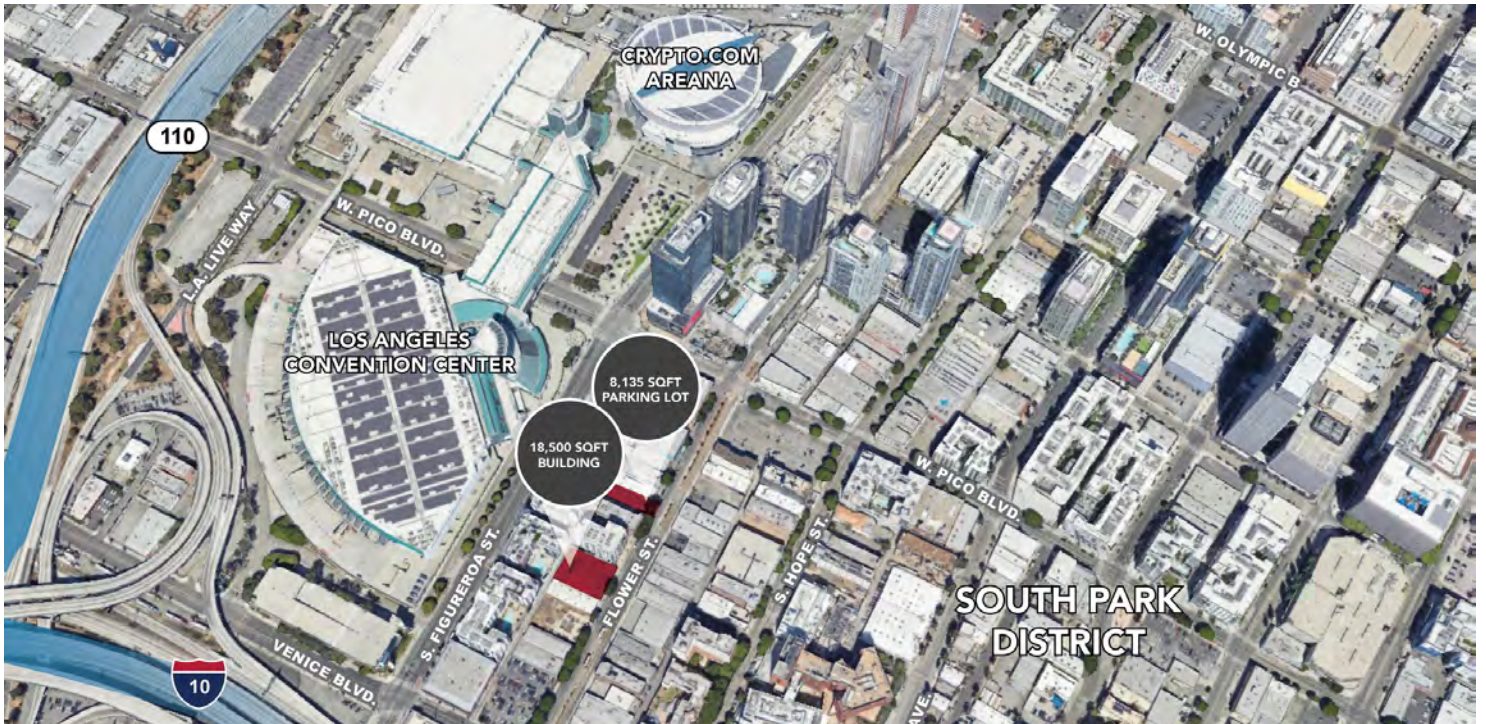 CRYPTO.COM
AREANA
W. OLYMPIC B
110
L.A. LIVE WAY
W. PICO BLVD.
LOS ANGELES
CONVENTION CENTER
8,135 SQFT
PARKING LOT
18,500 SQFT
BUILDING
W. PICO BLVD.
S. FIGUREROA ST.
FLOWER ST.
S. HOPE ST.
SOUTH PARK
DISTRICT
VENICE BLVD.
10
AVE.